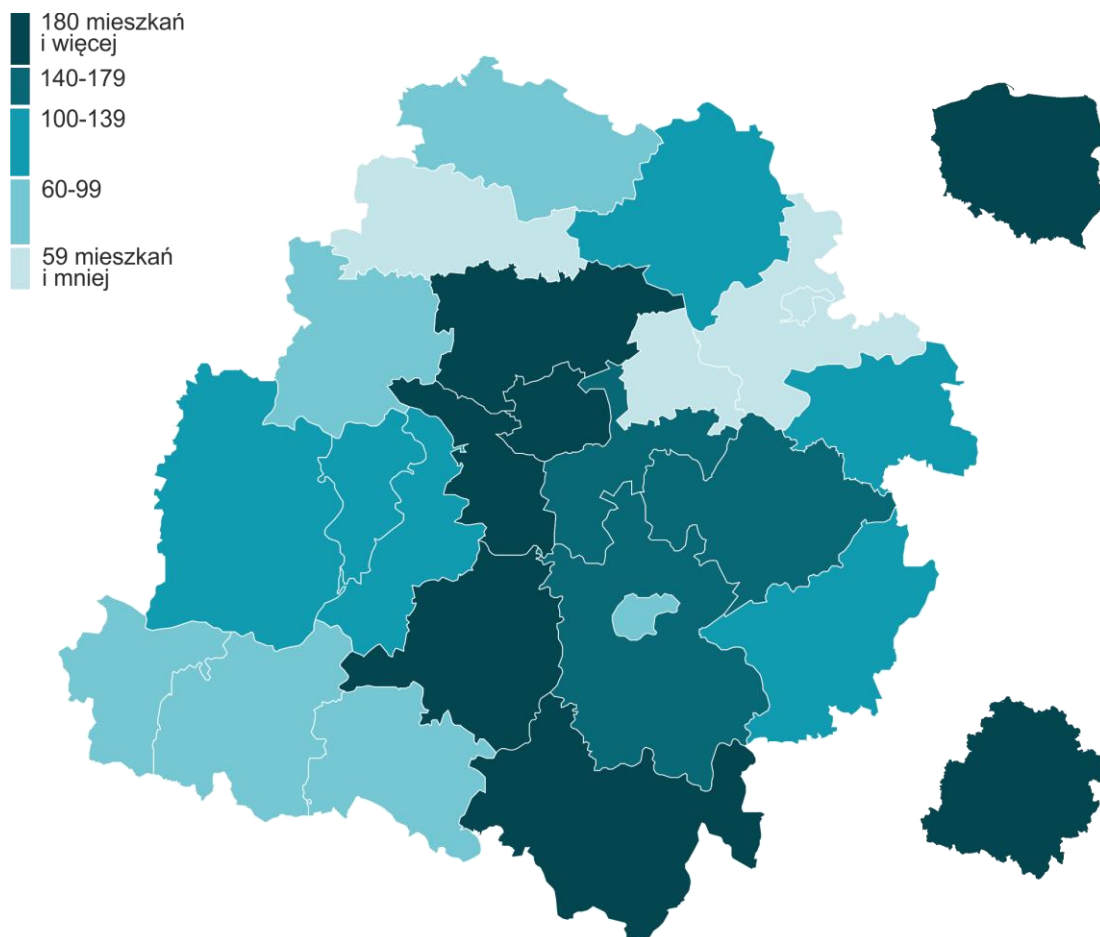 180 mieszkań
i więcej
140-179
100-139
60-99
59 mieszkań
i mniej